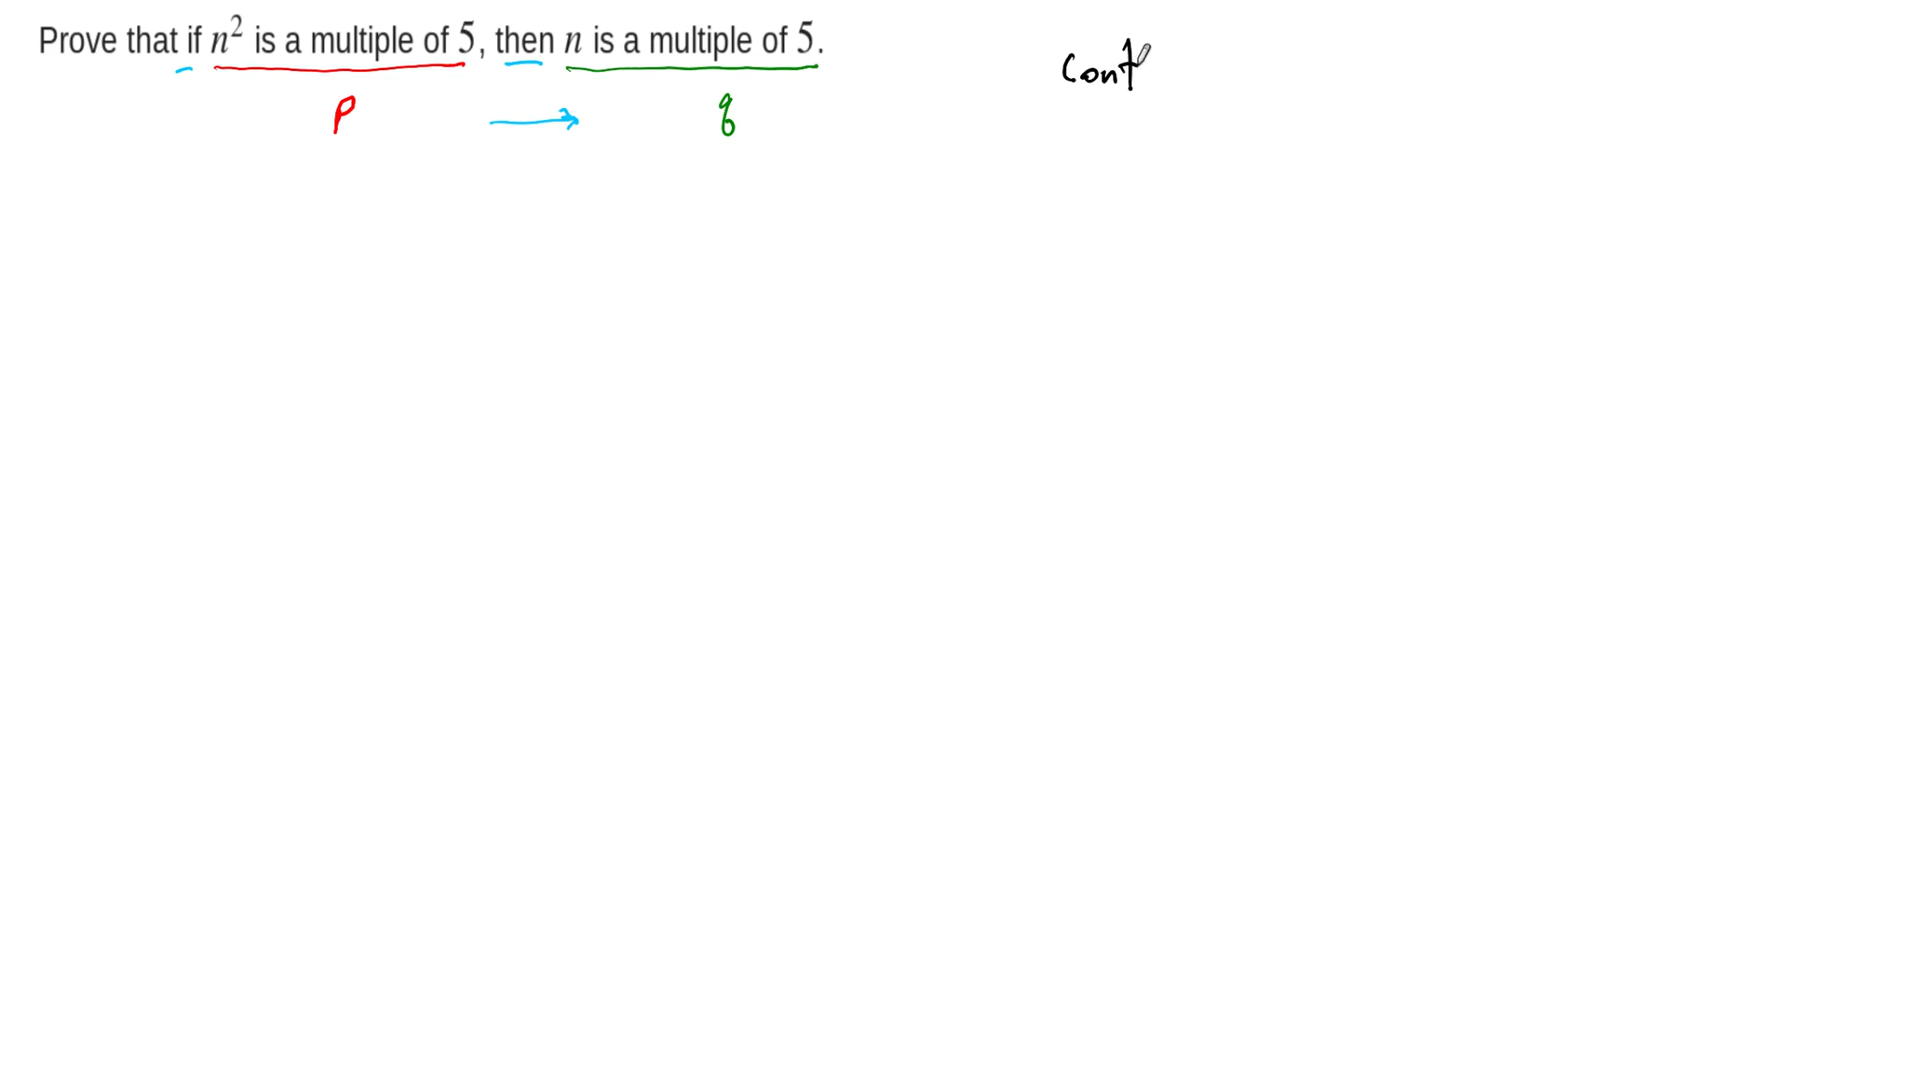 Prove that if n² is a multiple of 5, then n is a multiple of 5.
Cont
p → q